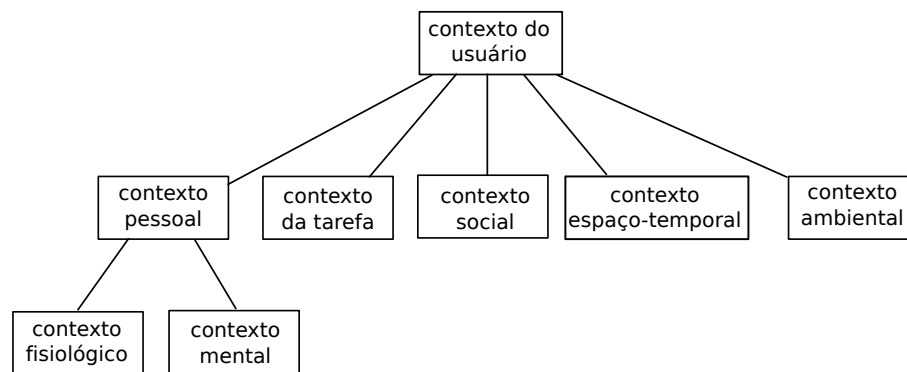 contexto do
usuário
contexto
pessoal
contexto
da tarefa
contexto
social
contexto
espaço-temporal
contexto
ambiental
contexto
fisiológico
contexto
mental